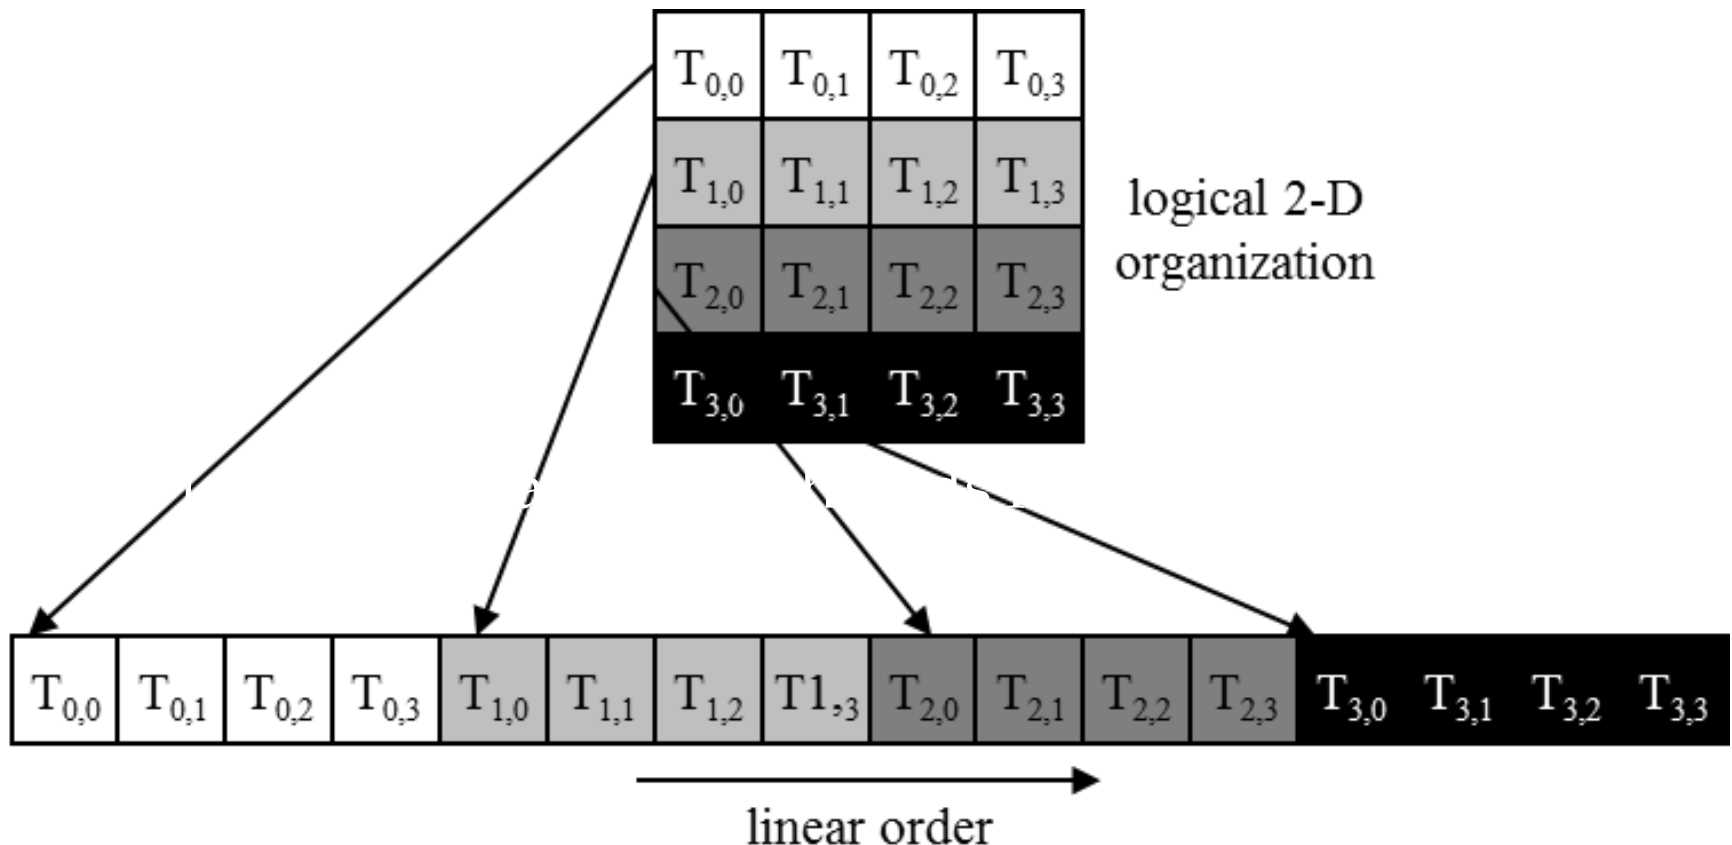 T0,0 T0,1 T0,2 T0,3
T1,0 T1,1 T1,2 T1,3
T2,0 T2,1 T2,2 T2,3
T3,0 T3,1 T3,2 T3,3
logical 2-D
organization
T0,0 T0,1 T0,2 T0,3 T1,0 T1,1 T1,2 T1,3 T2,0 T2,1 T2,2 T2,3 T3,0 T3,1 T3,2 T3,3
linear order